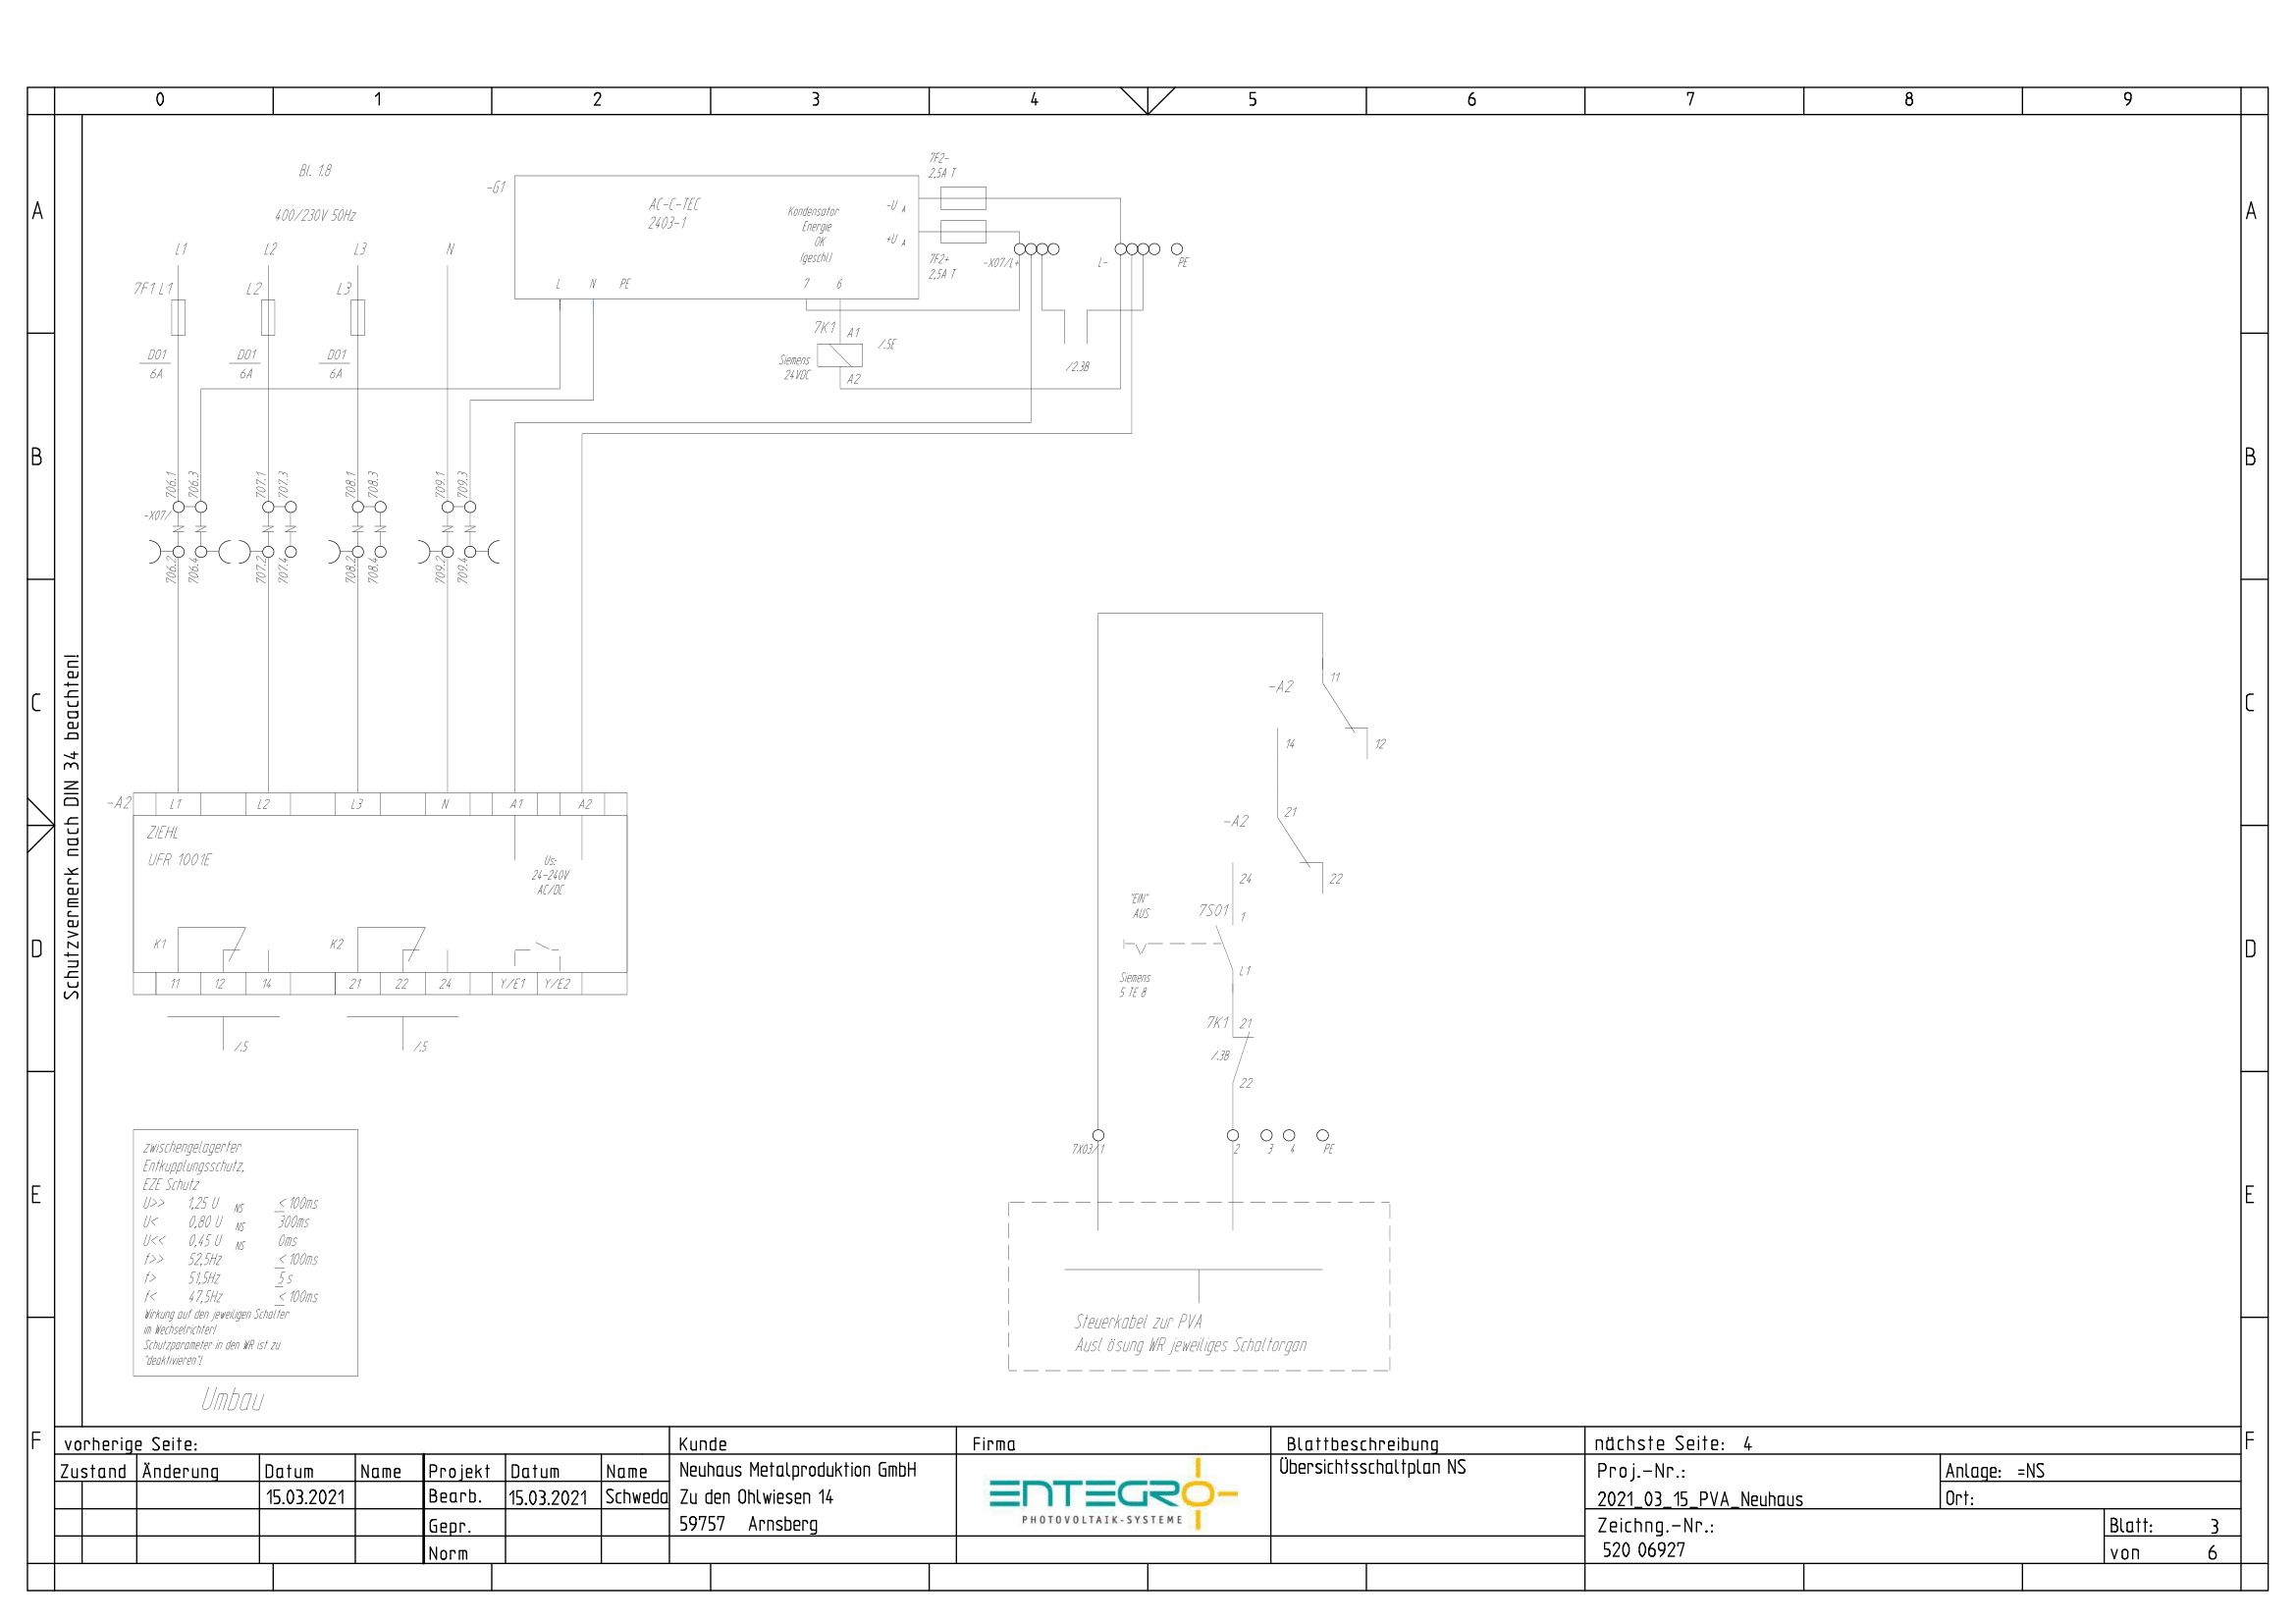 0 1 2 3 4 5 6 7 8 9
A A
B B
C C
D D
E E
F F
Schutzvermerk nach DIN 34 beachten!
Bl. 1.8
400/230V 50Hz
L1 L2 L3 N
7F1 L1 L2 L3
D01 D01 D01
6A 6A 6A
-G1
AC-C-TEC
2403-1
Kondensator
Energie
OK
(geschl)
-U A
+U A
L N PE 7 6
7F2-
2,5A T
7F2+
2,5A T
-X07/L+
L-
PE
7K1 A1
/.5E
Siemens
24VDC
A2
/2.3B
706.1 706.3 707.1 707.3 708.1 708.3 709.1 709.3
-X07/
706.2 706.4 707.2 707.4 708.2 708.4 709.2 709.4
-A2 L1 L2 L3 N A1 A2
ZIEHL
UFR 1001E
Us:
24-240V
AC/DC
K1 K2
11 12 14 21 22 24 Y/E1 Y/E2
/.5 /.5
-A2 11
14 12
-A2 21
24 22
"EIN"
AUS
7S01 1
L1
Siemens
5 TE 8
7K1 21
/.3B
22
7X03/1 2 3 4 PE
Steuerkabel zur PVA
Ausl ösung WR jeweiliges Schaltorgan
zwischengelagerter
Entkupplungsschutz,
EZE Schutz
U>> 1,25 U NS < 100ms
U< 0,80 U NS 300ms
U<< 0,45 U NS 0ms
f>> 52,5Hz < 100ms
f> 51,5Hz 5 s
f< 47,5Hz < 100ms
Wirkung auf den jeweiligen Schalter
im Wechselrichter!
Schutzparameter in den WR ist zu
"deaktivieren"!
Umbau
vorherige Seite:
Zustand Änderung Datum Name Projekt Datum Name
15.03.2021 Bearb. 15.03.2021 Schweda
Gepr.
Norm
Kunde
Neuhaus Metalproduktion GmbH
Zu den Ohlwiesen 14
59757 Arnsberg
Firma
ENTEGRO
PHOTOVOLTAIK-SYSTEME
Blattbeschreibung
Übersichtsschaltplan NS
nächste Seite: 4
Proj.-Nr.:
2021_03_15_PVA_Neuhaus
Anlage: =NS
Ort:
Zeichng.-Nr.:
520 06927
Blatt: 3
von 6